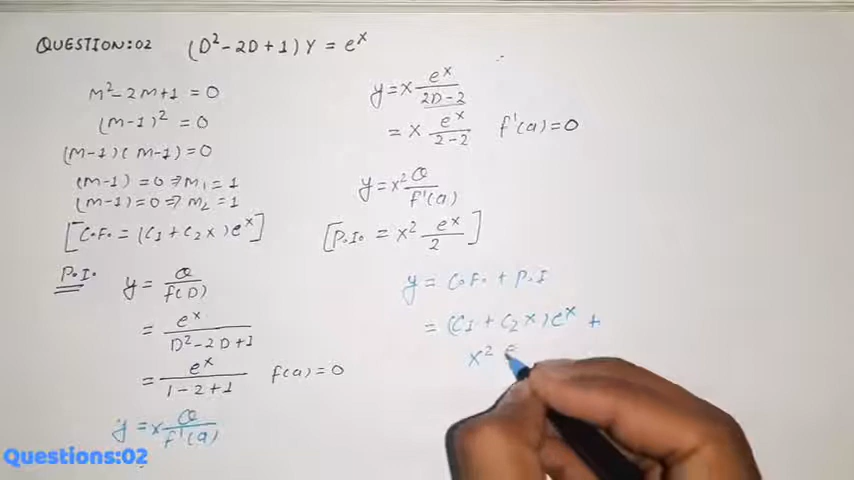 QUESTION:02 (D² - 2D + 1) Y = e^x
m² - 2m + 1 = 0
(m-1)² = 0
(m-1)(m-1) = 0
(m-1) = 0 ⇒ m₁ = 1
(m-1) = 0 ⇒ m₂ = 1
[C.F. = (C₁ + C₂x)e^x]
P.I. y = Q/f(D)
= e^x/(D² - 2D + 1)
= e^x/(1 - 2 + 1) f(a) = 0
y = x Q/f'(a)
y = x e^x/(2D - 2)
= x e^x/(2 - 2) f'(a) = 0
y = x² Q/f'(a)
[P.I. = x² e^x/2]
y = C.F. + P.I
= (C₁ + C₂x)e^x +
x² e
Questions:02